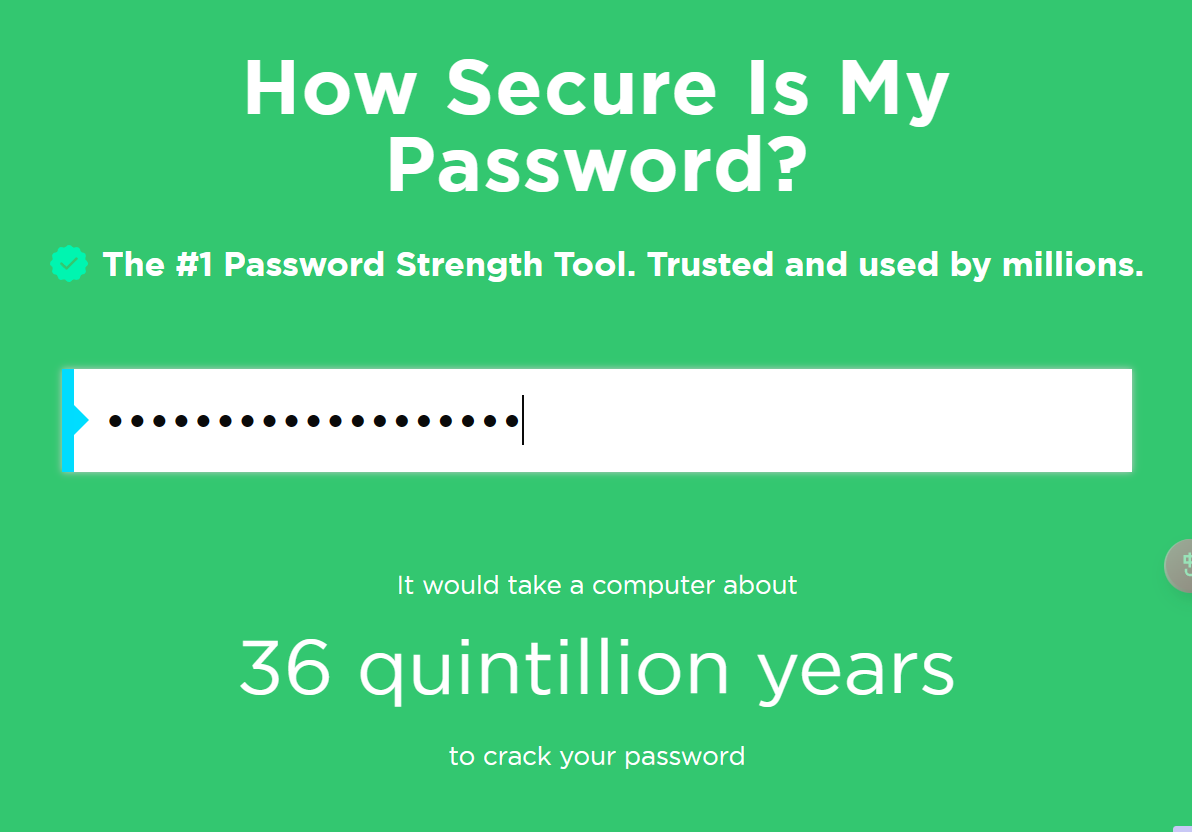 How Secure Is My
Password?
The #1 Password Strength Tool. Trusted and used by millions.
•••••••••••••••••••
It would take a computer about
36 quintillion years
to crack your password